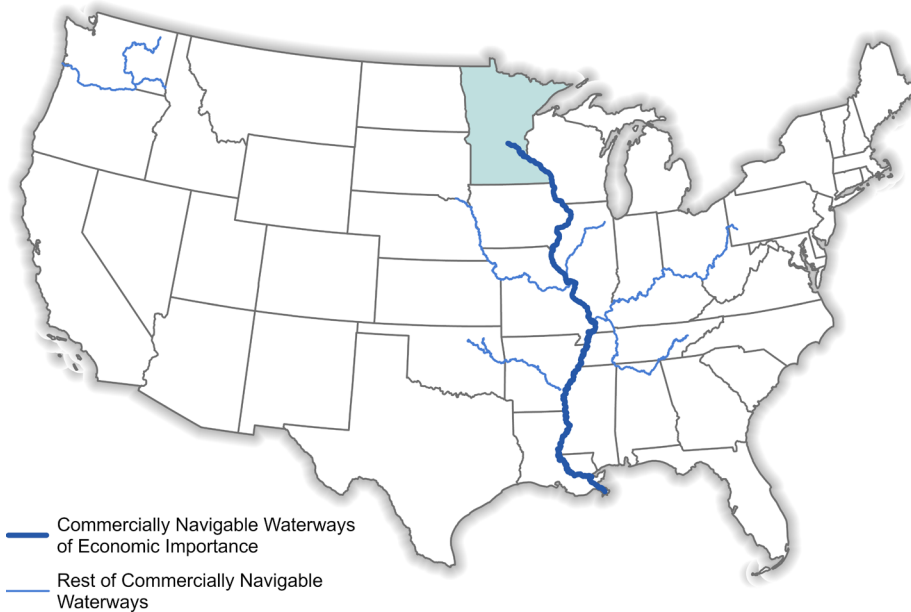 Commercially Navigable Waterways
of Economic Importance
Rest of Commercially Navigable
Waterways